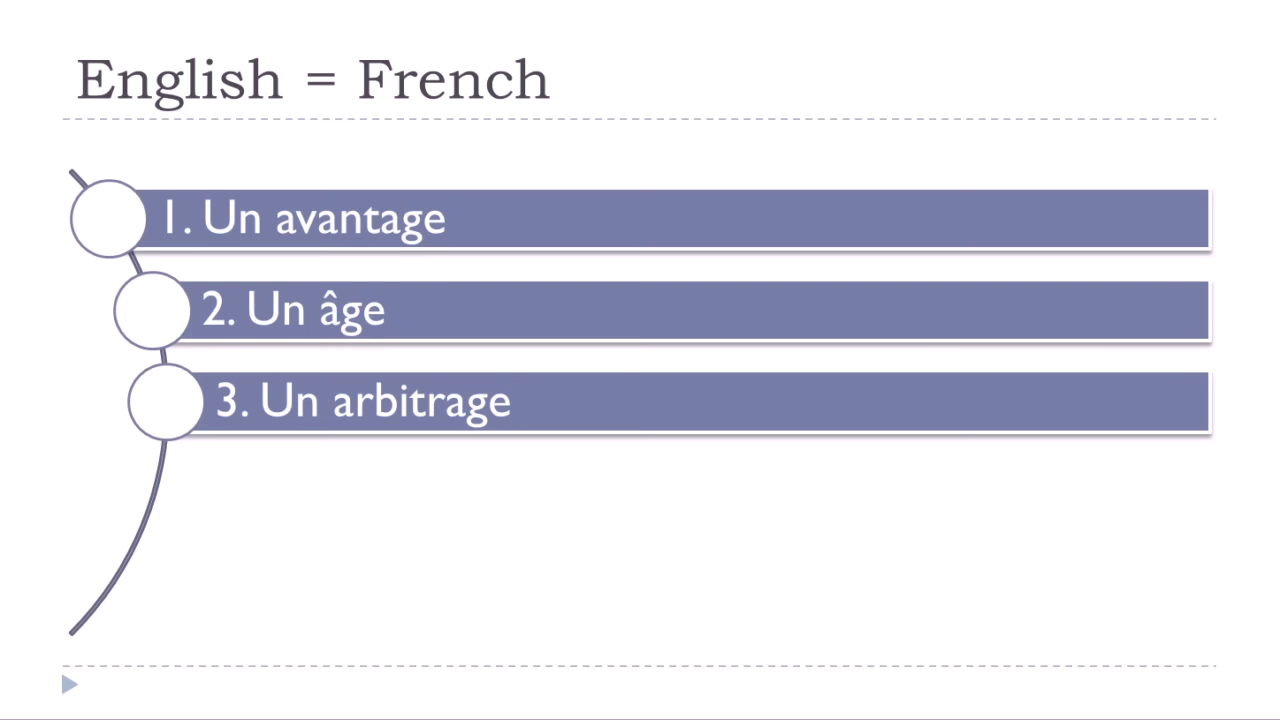 English = French
1. Un avantage
2. Un âge
3. Un arbitrage